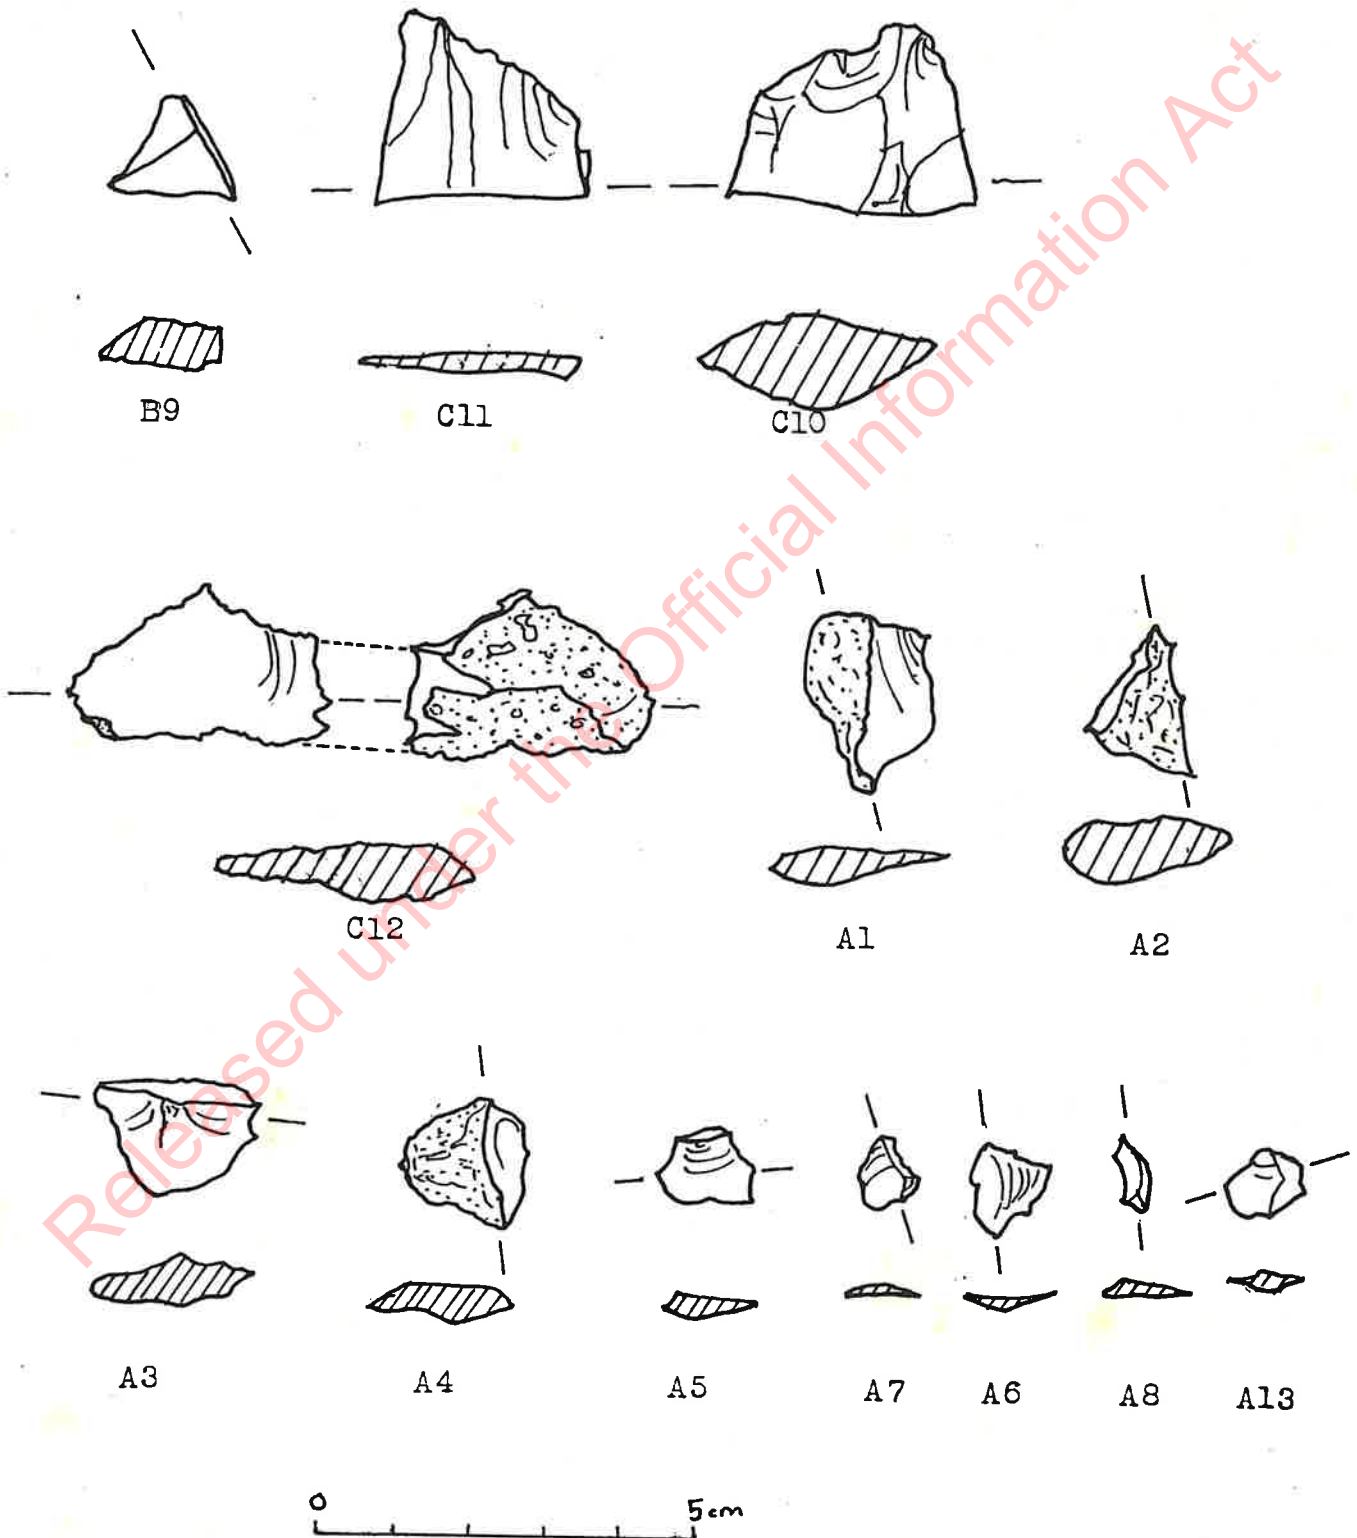 B9 C11 C10
C12 A1 A2
A3 A4 A5 A7 A6 A8 A13
0 5cm
Released under the Official Information Act